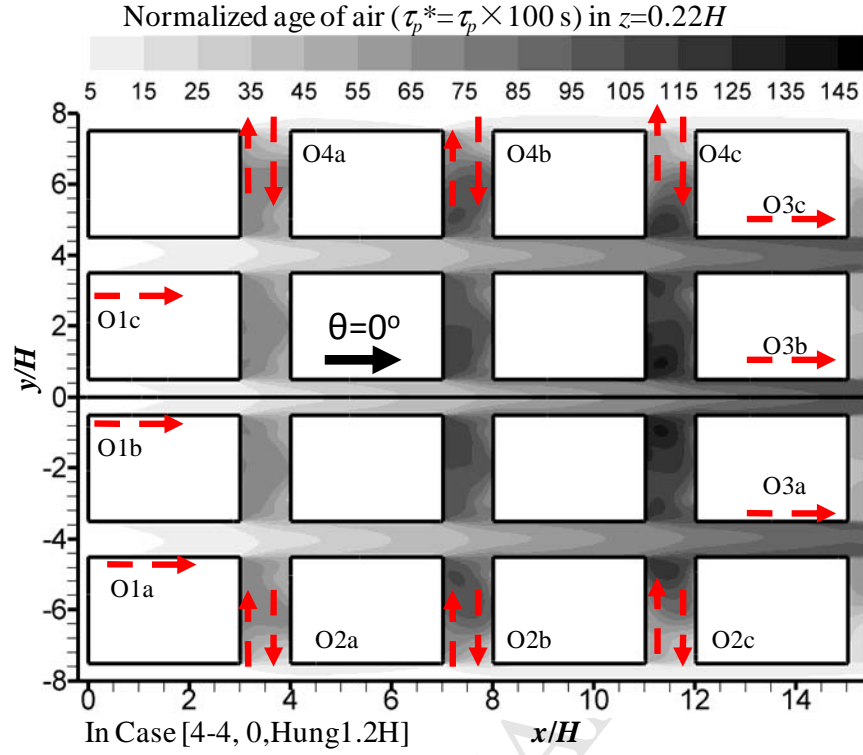 Normalized age of air (τp*=τp×100 s) in z=0.22H
5 15 25 35 45 55 65 75 85 95 105 115 125 135 145
8
O4a O4b O4c
6
O3c
4
O1c
2
θ=0º
O3b
y/H
0
O1b
-2
O3a
-4
O1a
-6
O2a O2b O2c
-8
0 2 4 6 8 10 12 14
In Case [4-4, 0,Hung1.2H] x/H